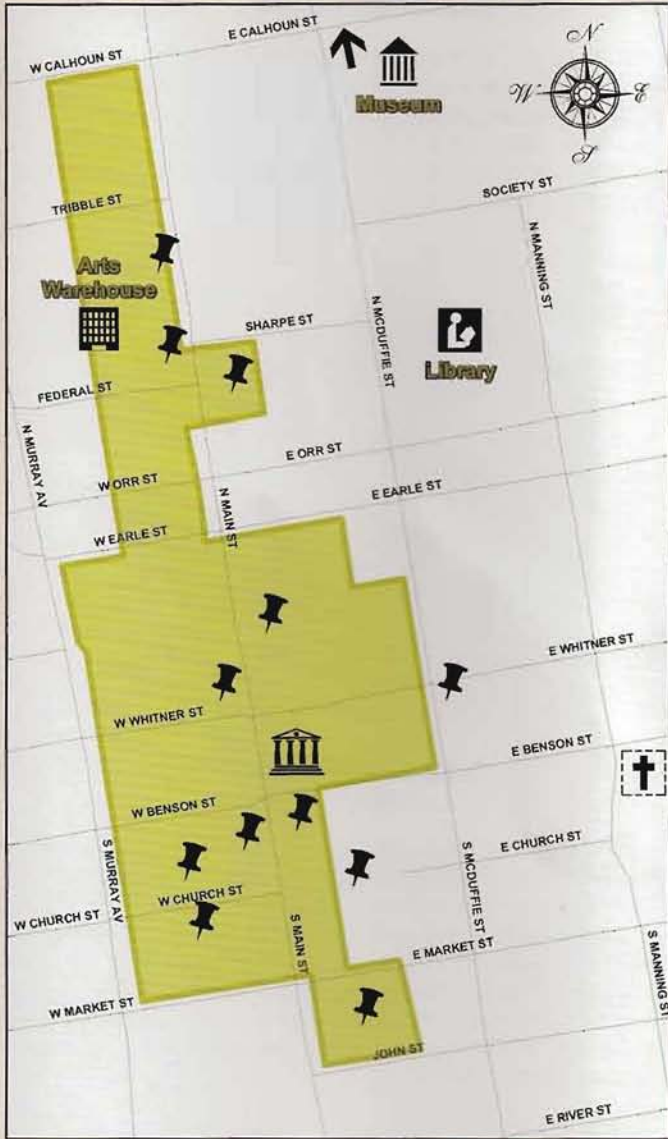 E CALHOUN ST
W CALHOUN ST
N
Museum
W
E
S
SOCIETY ST
TRIBBLE ST
N MANNING ST
Arts
Warehouse
SHARPE ST
N MCDUFFIE ST
Library
FEDERAL ST
N MURRAY AV
E ORR ST
W ORR ST
E EARLE ST
N MAIN ST
W EARLE ST
E WHITNER ST
W WHITNER ST
E BENSON ST
W BENSON ST
S MURRAY AV
E CHURCH ST
S MCDUFFIE ST
W CHURCH ST
W CHURCH ST
S MAIN ST
E MARKET ST
S MANNING ST
W MARKET ST
JOHN ST
E RIVER ST